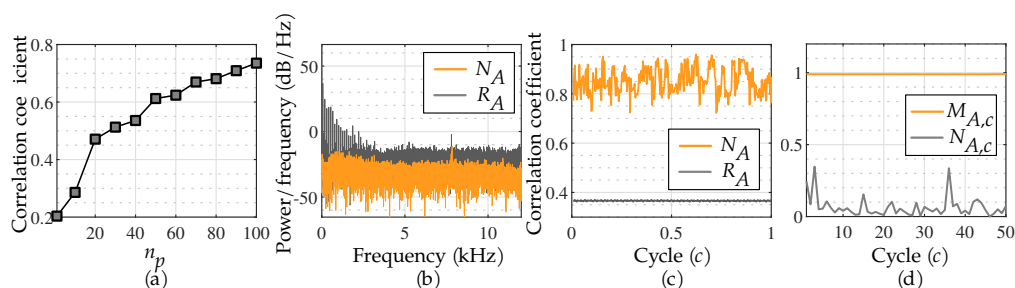 Correlation coe icient
0.8
0.6
0.4
0.2
20 40 60 80 100
n_p
(a)
Power/frequency (dB/Hz)
50
0
-50
N_A
R_A
0 5 10
Frequency (kHz)
(b)
Correlation coefficient
1
0.8
0.6
0.4
N_A
R_A
0 0.5 1
Cycle (c)
(c)
1
0.5
0
M_{A,c}
N_{A,c}
10 20 30 40 50
Cycle (c)
(d)